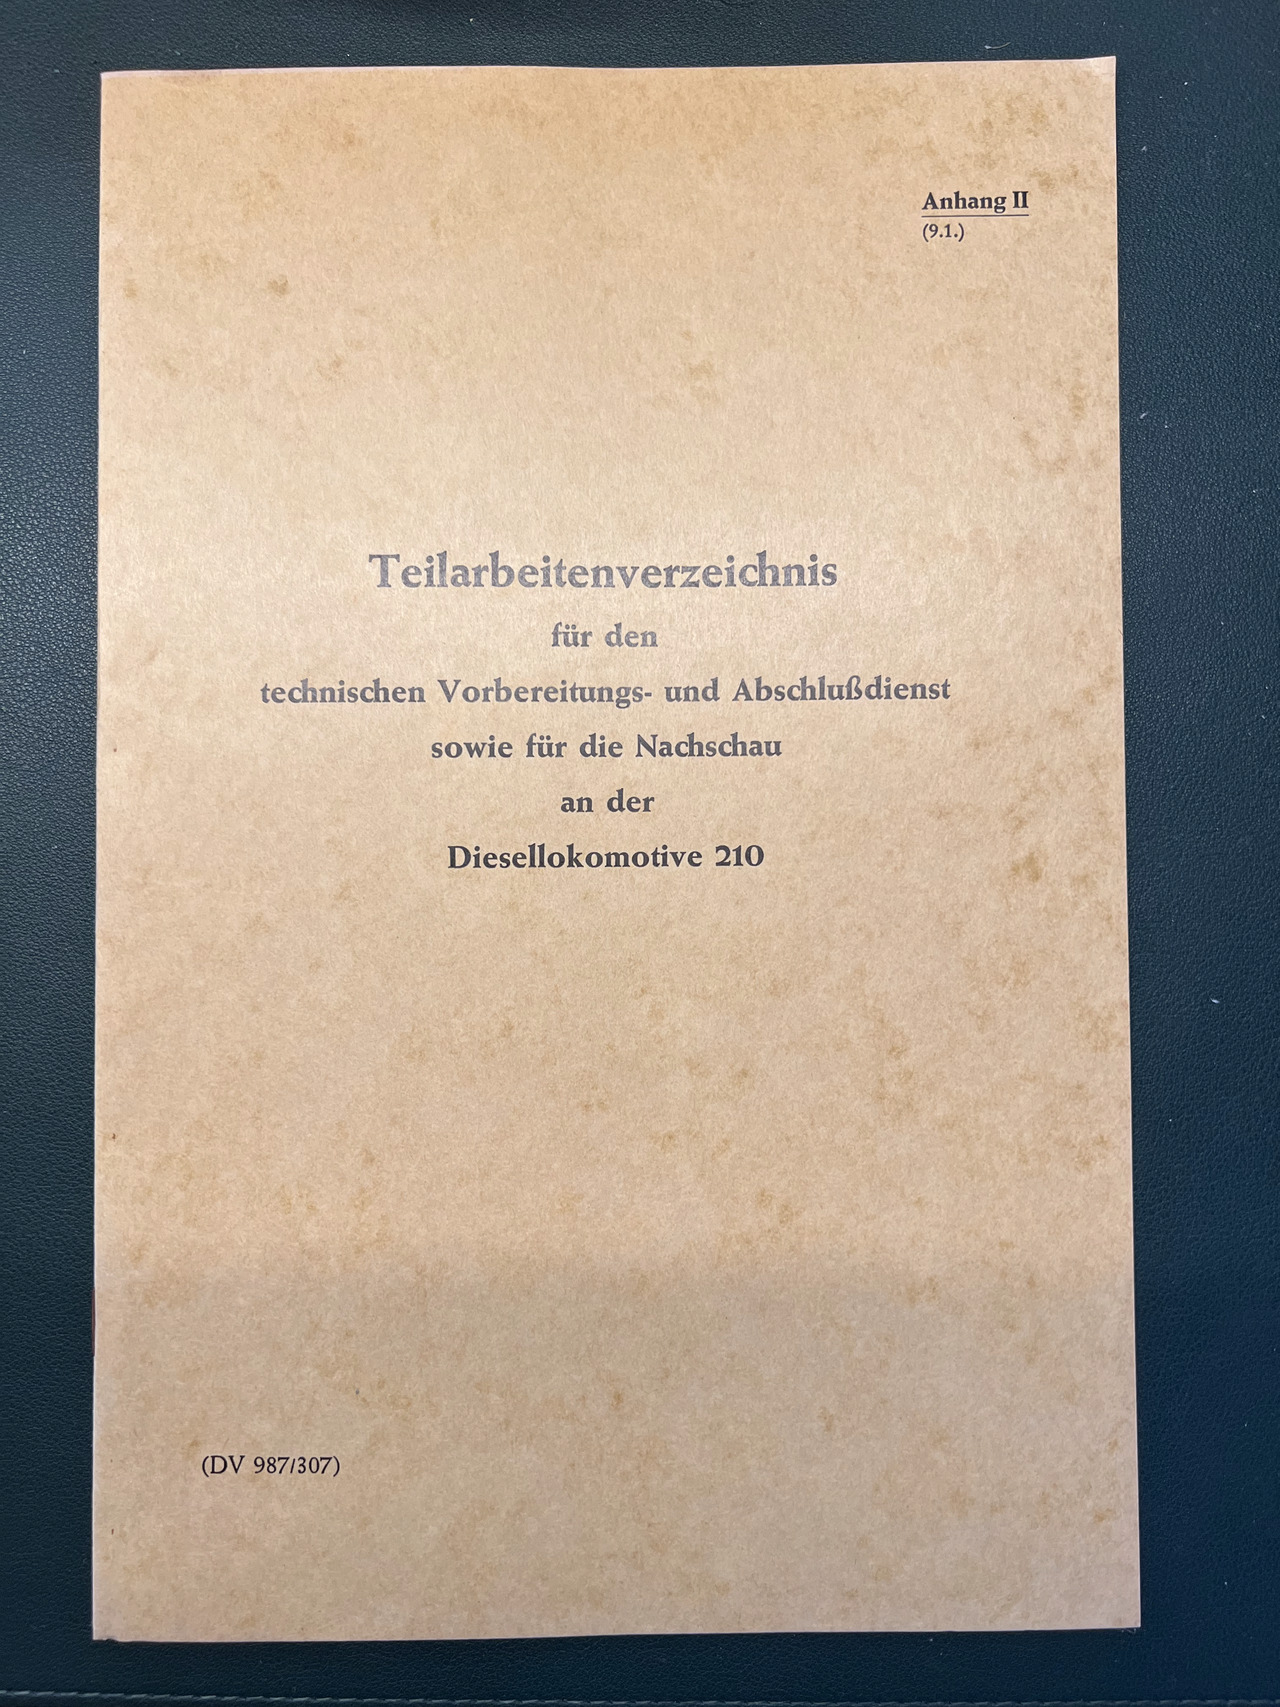 Anhang II
(9.1.)
Teilarbeitenverzeichnis
für den
technischen Vorbereitungs- und Abschlußdienst
sowie für die Nachschau
an der
Diesellokomotive 210
(DV 987/307)